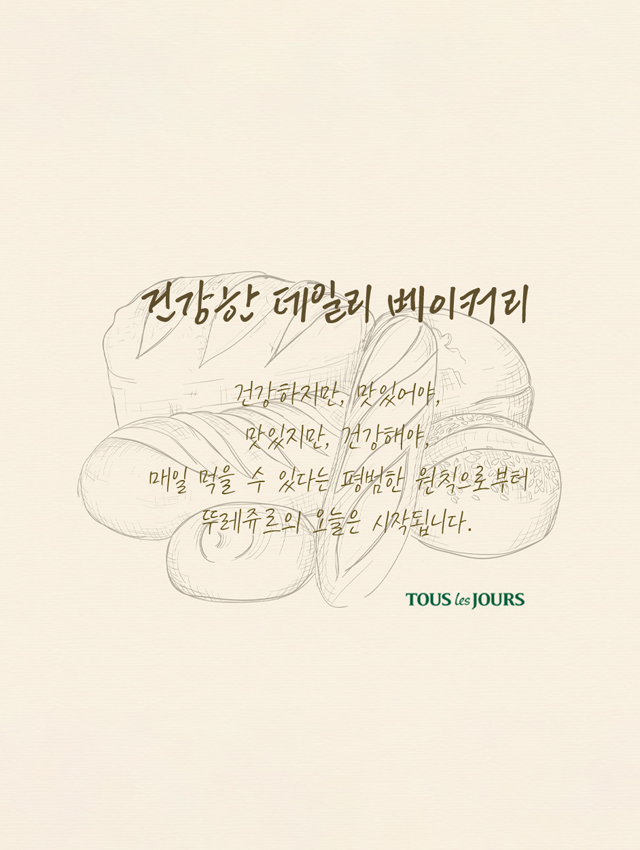 건강한 데일리 베이커리
건강하지만, 맛있어야,
맛있지만, 건강해야,
매일 먹을 수 있다는 평범한 원칙으로부터
뚜레쥬르의 오늘은 시작됩니다.
TOUS les JOURS